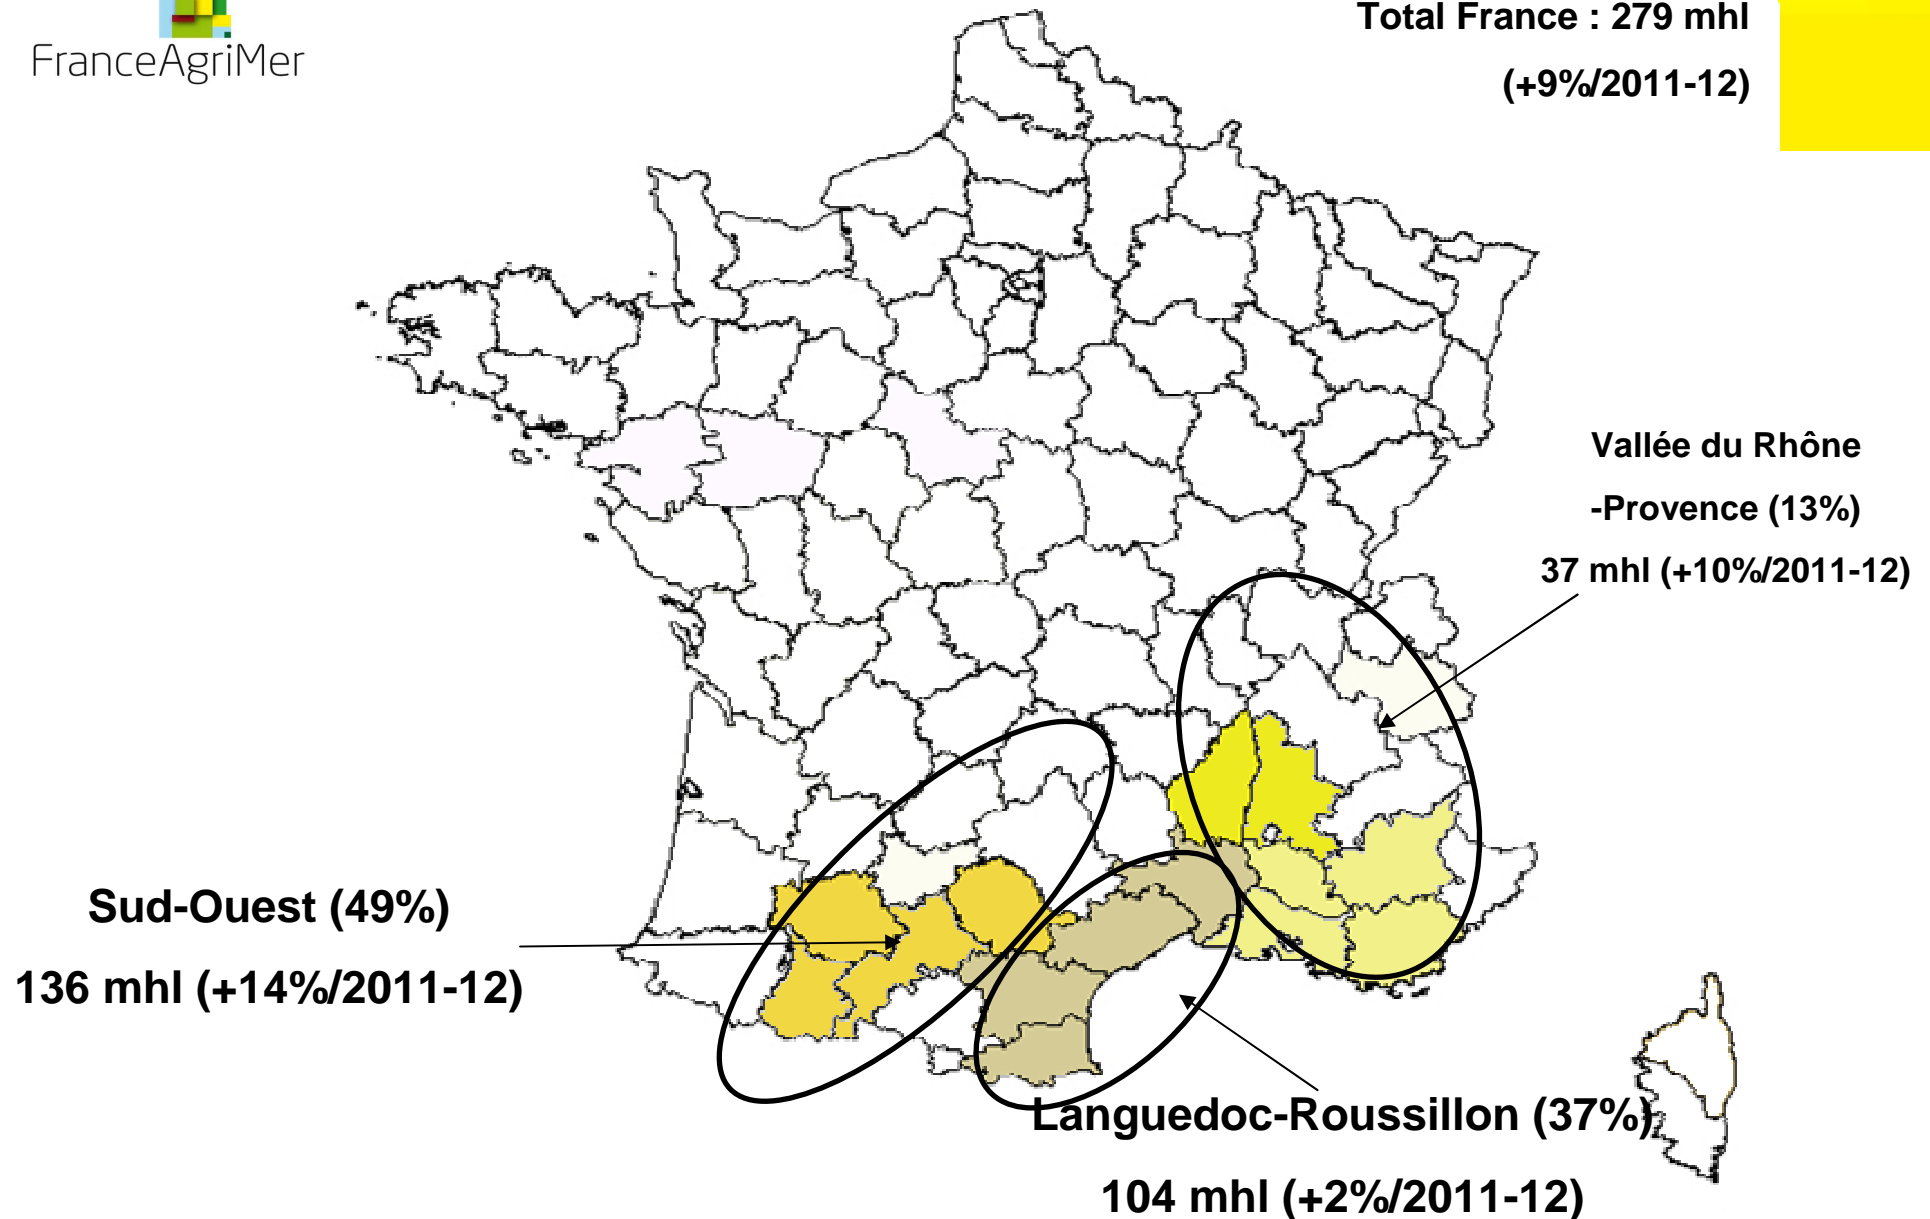 FranceAgriMer
Total France : 279 mhl
(+9%/2011-12)
Vallée du Rhône
-Provence (13%)
37 mhl (+10%/2011-12)
Sud-Ouest (49%)
136 mhl (+14%/2011-12)
Languedoc-Roussillon (37%)
104 mhl (+2%/2011-12)